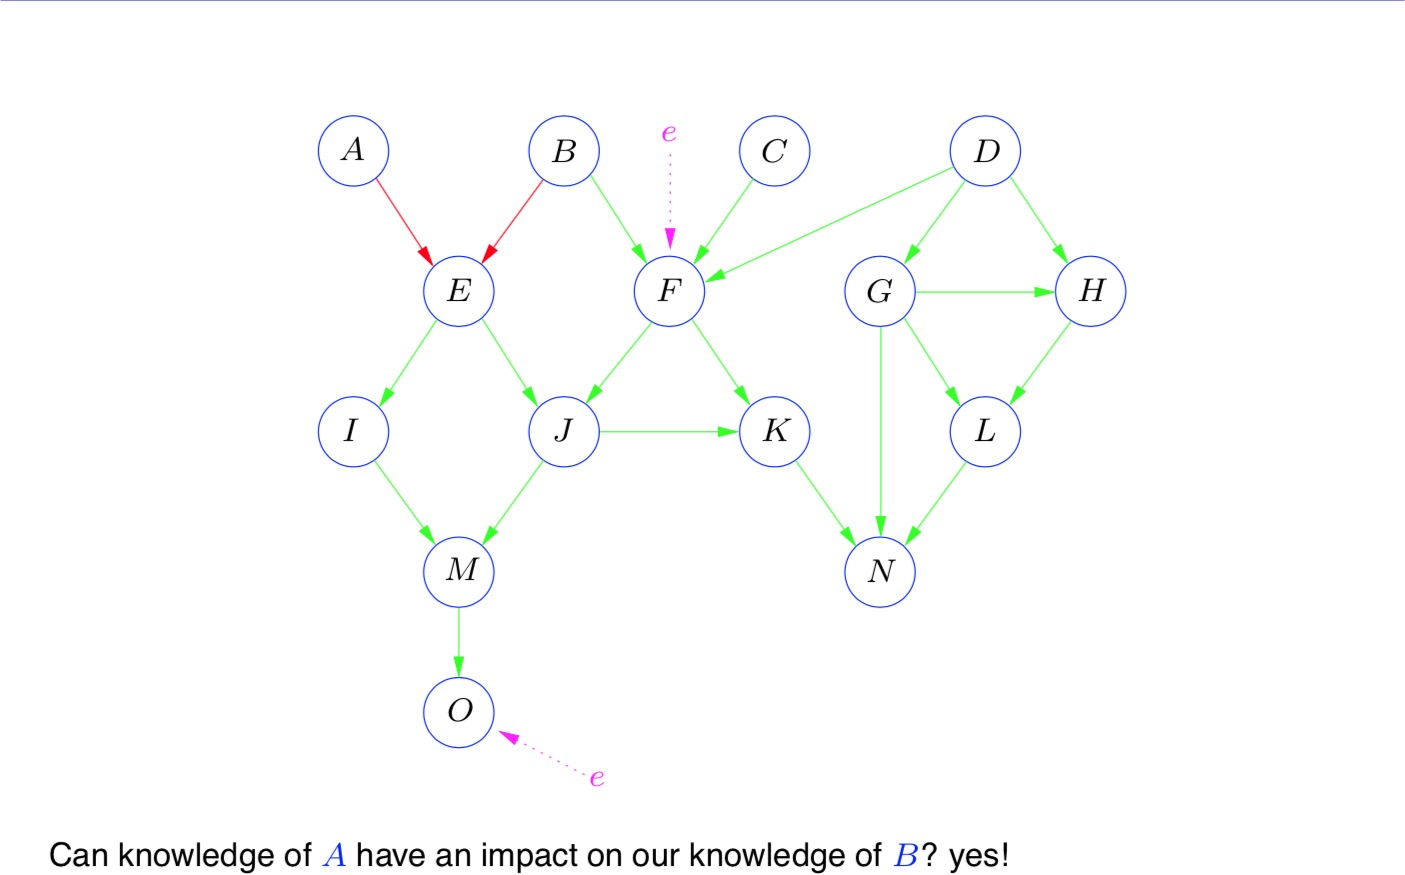 e
A B C D
E F G H
I J K L
M N
O
e
Can knowledge of A have an impact on our knowledge of B? yes!